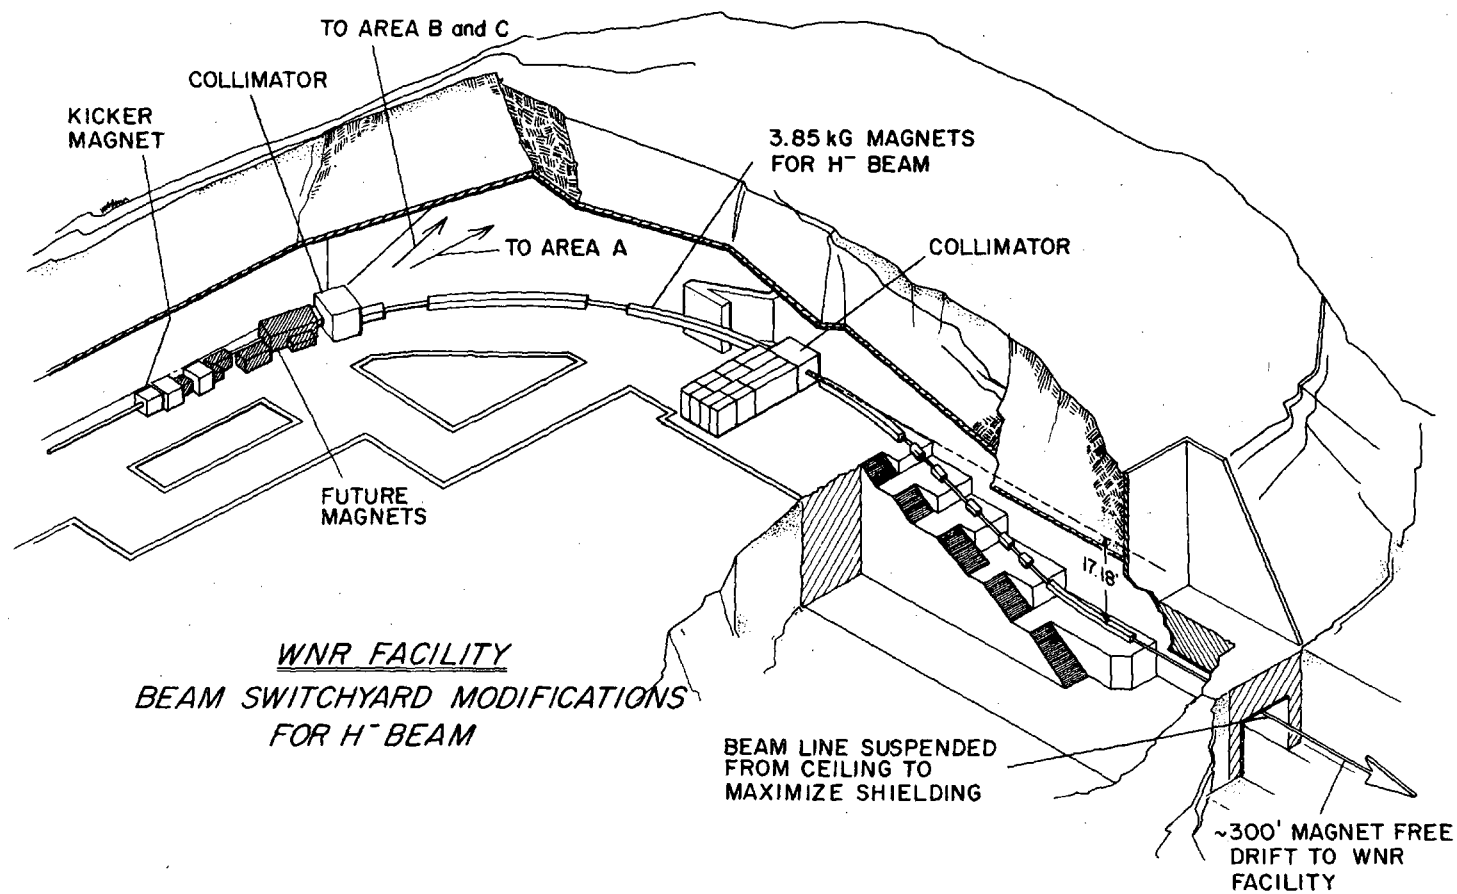 TO AREA B and C
COLLIMATOR
KICKER
MAGNET
3.85 kG MAGNETS
FOR H⁻ BEAM
TO AREA A
COLLIMATOR
FUTURE
MAGNETS
17.18'
WNR FACILITY
BEAM SWITCHYARD MODIFICATIONS
FOR H⁻ BEAM
BEAM LINE SUSPENDED
FROM CEILING TO
MAXIMIZE SHIELDING
~300' MAGNET FREE
DRIFT TO WNR
FACILITY